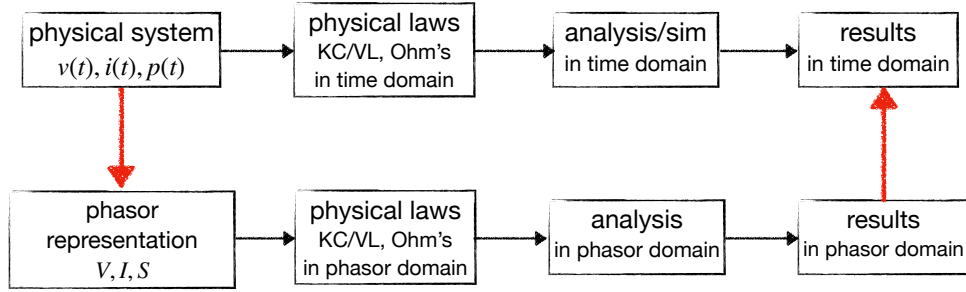 physical system
v(t), i(t), p(t)
physical laws
KC/VL, Ohm's
in time domain
analysis/sim
in time domain
results
in time domain
phasor
representation
V, I, S
physical laws
KC/VL, Ohm's
in phasor domain
analysis
in phasor domain
results
in phasor domain